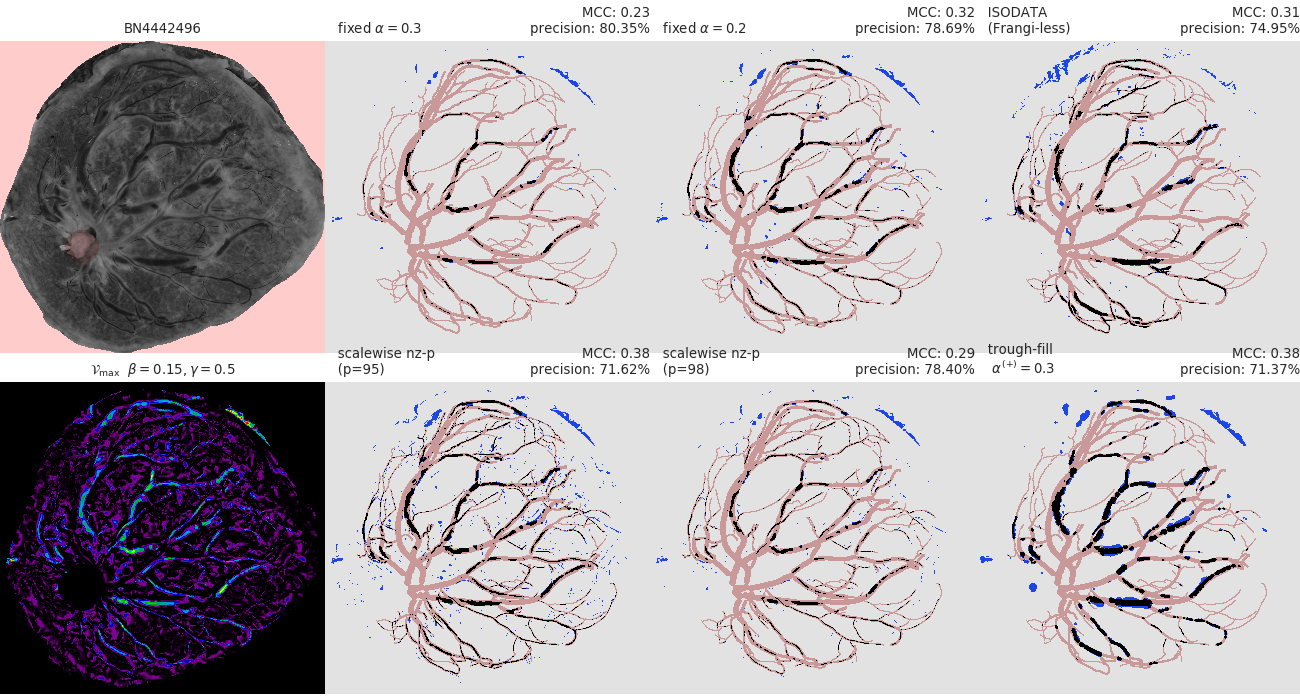 BN4442496
fixed α = 0.3
MCC: 0.23
precision: 80.35%
fixed α = 0.2
MCC: 0.32
precision: 78.69%
ISODATA
(Frangi-less)
MCC: 0.31
precision: 74.95%
𝒱max β = 0.15, γ = 0.5
scalewise nz-p
(p=95)
MCC: 0.38
precision: 71.62%
scalewise nz-p
(p=98)
MCC: 0.29
precision: 78.40%
trough-fill
α(+) = 0.3
MCC: 0.38
precision: 71.37%